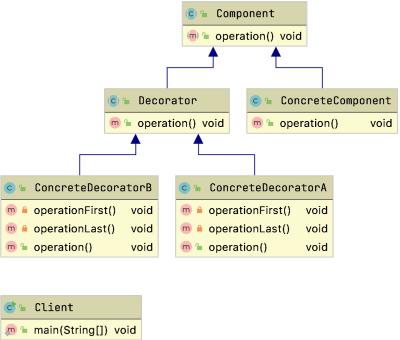 Component
operation() void
Decorator
operation() void
ConcreteComponent
operation() void
ConcreteDecoratorB
operationFirst() void
operationLast() void
operation() void
ConcreteDecoratorA
operationFirst() void
operationLast() void
operation() void
Client
main(String[]) void